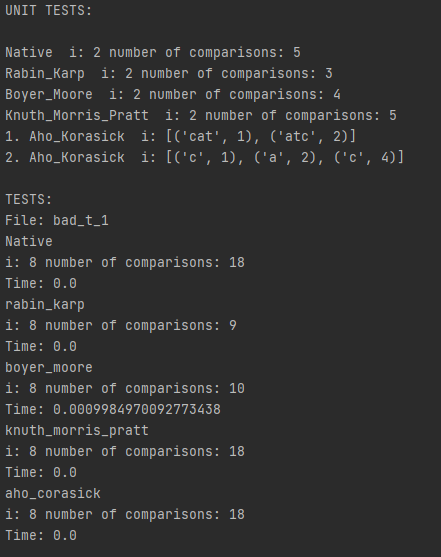 UNIT TESTS:
Native  i: 2 number of comparisons: 5
Rabin_Karp  i: 2 number of comparisons: 3
Boyer_Moore  i: 2 number of comparisons: 4
Knuth_Morris_Pratt  i: 2 number of comparisons: 5
1. Aho_Korasick  i: [('cat', 1), ('atc', 2)]
2. Aho_Korasick  i: [('c', 1), ('a', 2), ('c', 4)]
TESTS:
File: bad_t_1
Native
i: 8 number of comparisons: 18
Time: 0.0
rabin_karp
i: 8 number of comparisons: 9
Time: 0.0
boyer_moore
i: 8 number of comparisons: 10
Time: 0.0009984970092773438
knuth_morris_pratt
i: 8 number of comparisons: 18
Time: 0.0
aho_corasick
i: 8 number of comparisons: 18
Time: 0.0